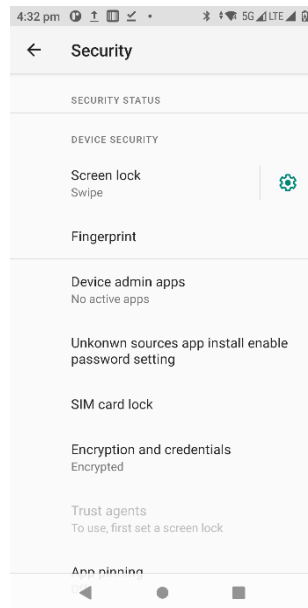 4:32 pm
5G LTE
Security
SECURITY STATUS
DEVICE SECURITY
Screen lock
Swipe
Fingerprint
Device admin apps
No active apps
Unkonwn sources app install enable
password setting
SIM card lock
Encryption and credentials
Encrypted
Trust agents
To use, first set a screen lock
App pinning